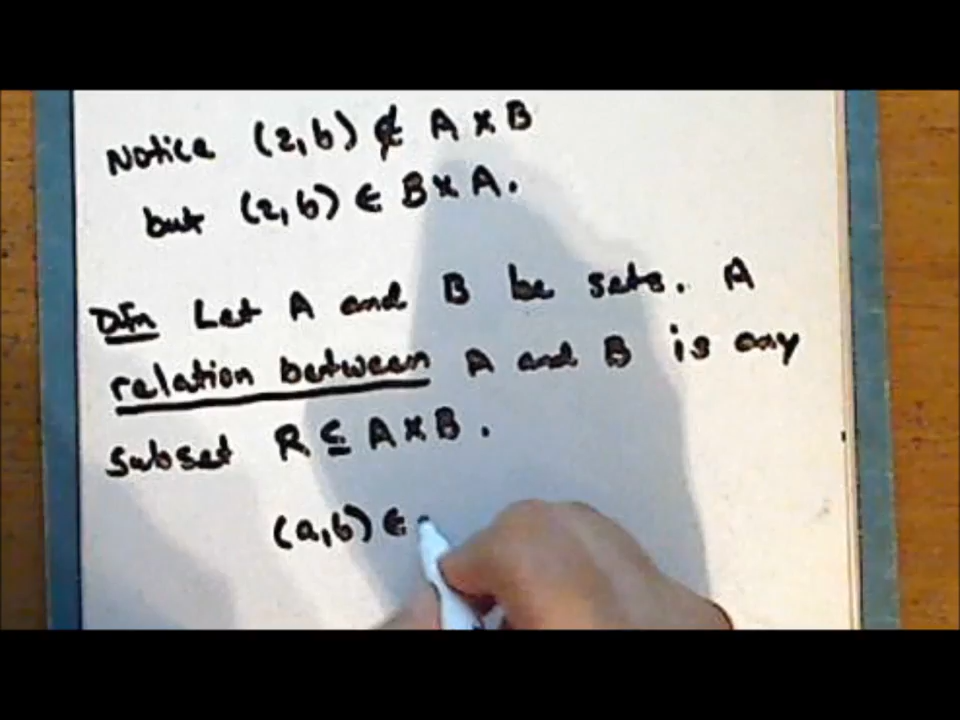 Notice (2,b) ∉ A × B
but (2,b) ∈ B × A.
Dfn Let A and B be sets. A
relation between A and B is any
subset R ⊆ A × B.
(a,b) ∈